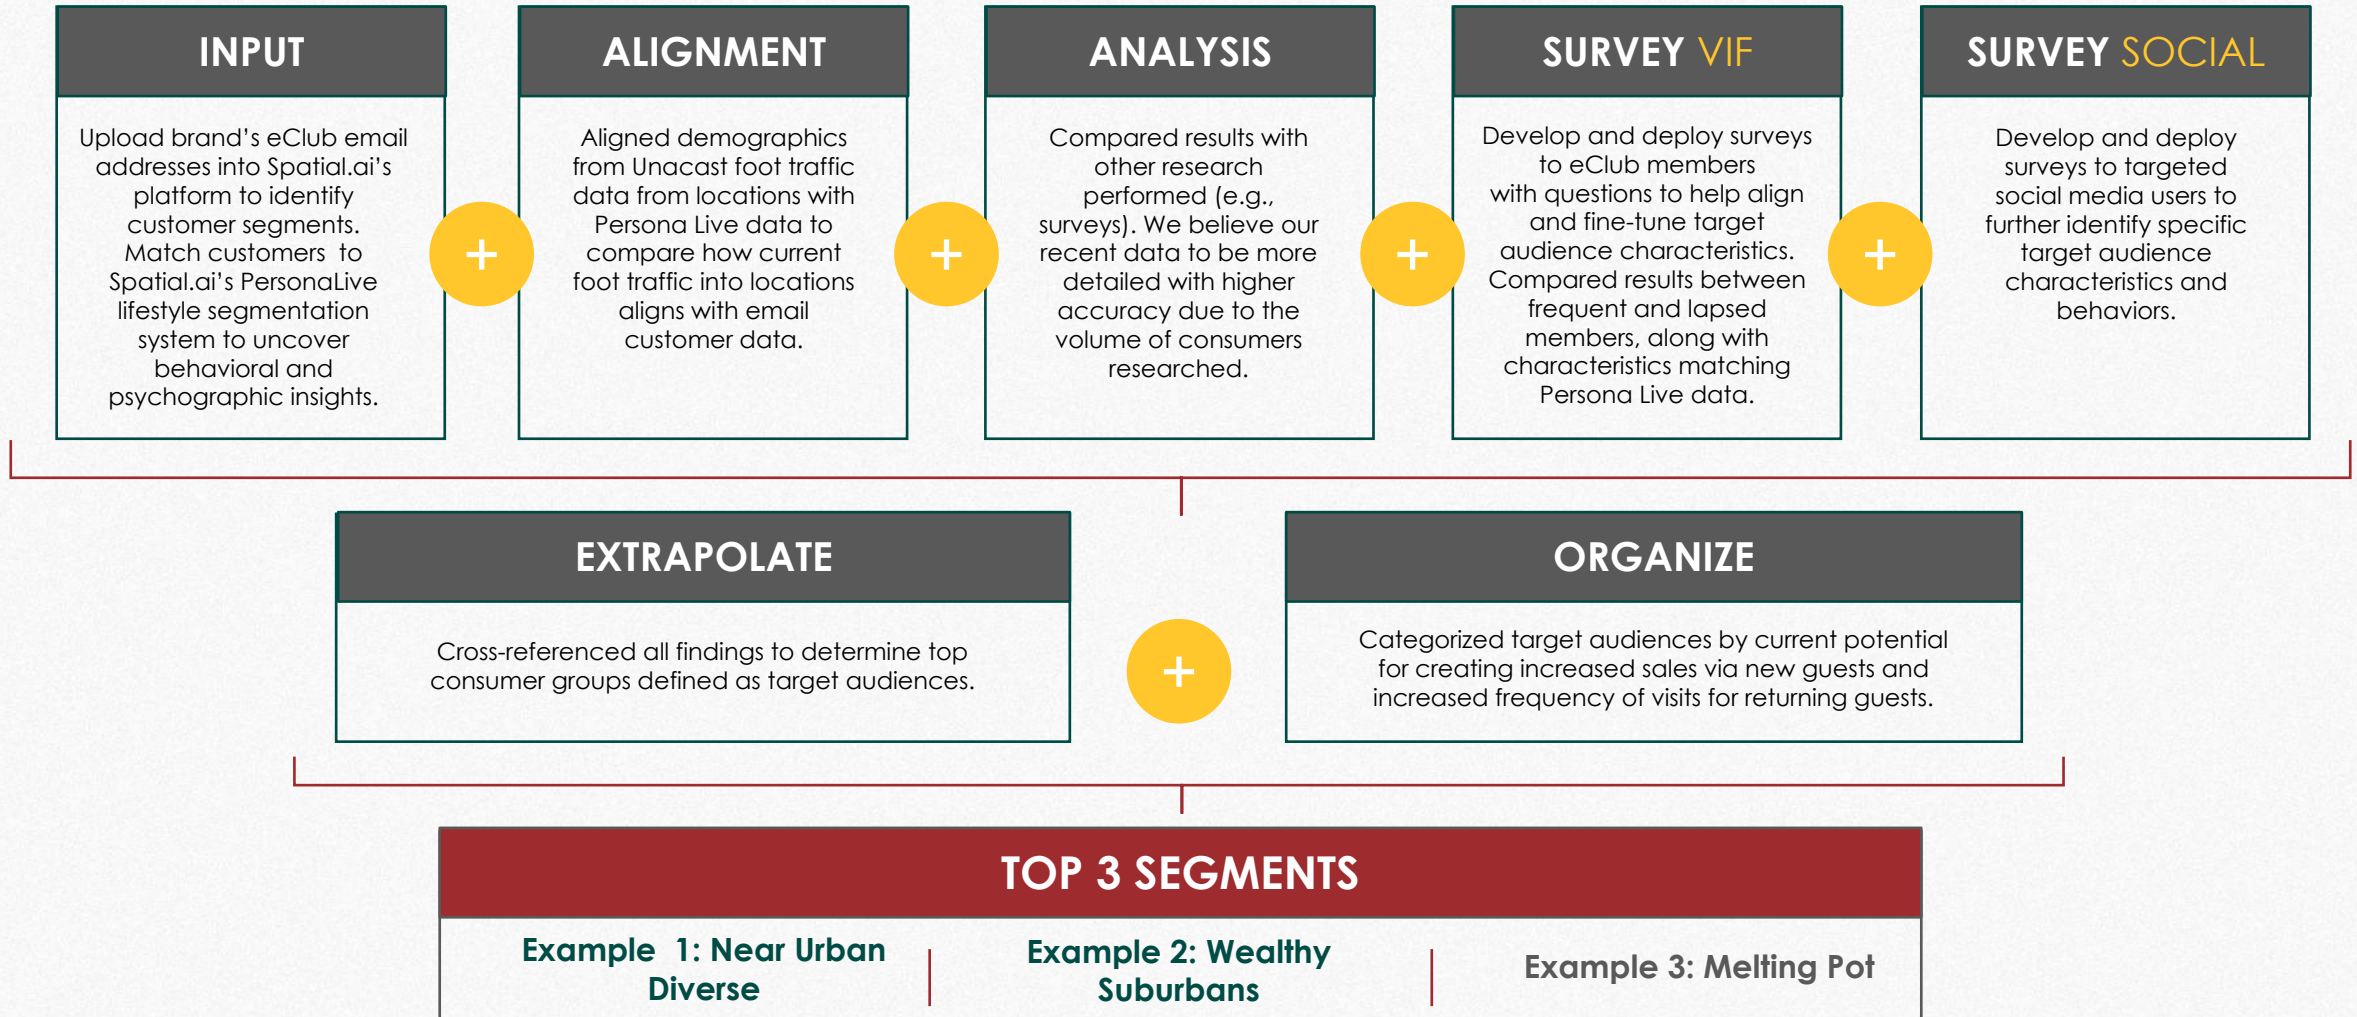 INPUT
Upload brand's eClub email
addresses into Spatial.ai's
platform to identify
customer segments.
Match customers to
Spatial.ai's PersonaLive
lifestyle segmentation
system to uncover
behavioral and
psychographic insights.
+
ALIGNMENT
Aligned demographics
from Unacast foot traffic
data from locations with
Persona Live data to
compare how current
foot traffic into locations
aligns with email
customer data.
+
ANALYSIS
Compared results with
other research
performed (e.g.,
surveys). We believe our
recent data to be more
detailed with higher
accuracy due to the
volume of consumers
researched.
+
SURVEY VIF
Develop and deploy surveys
to eClub members
with questions to help align
and fine-tune target
audience characteristics.
Compared results between
frequent and lapsed
members, along with
characteristics matching
Persona Live data.
+
SURVEY SOCIAL
Develop and deploy
surveys to targeted
social media users to
further identify specific
target audience
characteristics and
behaviors.
EXTRAPOLATE
Cross-referenced all findings to determine top
consumer groups defined as target audiences.
+
ORGANIZE
Categorized target audiences by current potential
for creating increased sales via new guests and
increased frequency of visits for returning guests.
TOP 3 SEGMENTS
Example 1: Near Urban
Diverse
Example 2: Wealthy
Suburbans
Example 3: Melting Pot